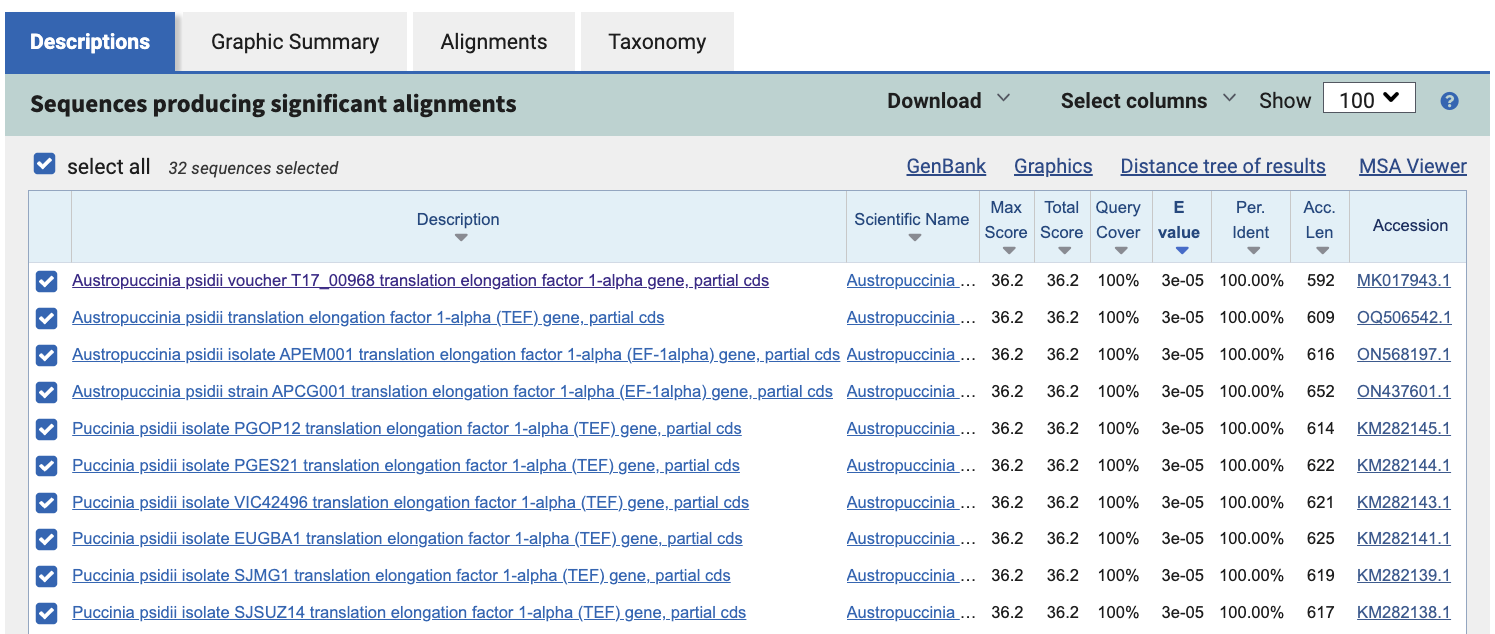 Descriptions Graphic Summary Alignments Taxonomy
Sequences producing significant alignments Download Select columns Show 100 ?
select all 32 sequences selected GenBank Graphics Distance tree of results MSA Viewer
Description Scientific Name Max Score Total Score Query Cover E value Per. Ident Acc. Len Accession
Austropuccinia psidii voucher T17_00968 translation elongation factor 1-alpha gene, partial cds Austropuccinia ... 36.2 36.2 100% 3e-05 100.00% 592 MK017943.1
Austropuccinia psidii translation elongation factor 1-alpha (TEF) gene, partial cds Austropuccinia ... 36.2 36.2 100% 3e-05 100.00% 609 OQ506542.1
Austropuccinia psidii isolate APEM001 translation elongation factor 1-alpha (EF-1alpha) gene, partial cds Austropuccinia ... 36.2 36.2 100% 3e-05 100.00% 616 ON568197.1
Austropuccinia psidii strain APCG001 translation elongation factor 1-alpha (EF-1alpha) gene, partial cds Austropuccinia ... 36.2 36.2 100% 3e-05 100.00% 652 ON437601.1
Puccinia psidii isolate PGOP12 translation elongation factor 1-alpha (TEF) gene, partial cds Austropuccinia ... 36.2 36.2 100% 3e-05 100.00% 614 KM282145.1
Puccinia psidii isolate PGES21 translation elongation factor 1-alpha (TEF) gene, partial cds Austropuccinia ... 36.2 36.2 100% 3e-05 100.00% 622 KM282144.1
Puccinia psidii isolate VIC42496 translation elongation factor 1-alpha (TEF) gene, partial cds Austropuccinia ... 36.2 36.2 100% 3e-05 100.00% 621 KM282143.1
Puccinia psidii isolate EUGBA1 translation elongation factor 1-alpha (TEF) gene, partial cds Austropuccinia ... 36.2 36.2 100% 3e-05 100.00% 625 KM282141.1
Puccinia psidii isolate SJMG1 translation elongation factor 1-alpha (TEF) gene, partial cds Austropuccinia ... 36.2 36.2 100% 3e-05 100.00% 619 KM282139.1
Puccinia psidii isolate SJSUZ14 translation elongation factor 1-alpha (TEF) gene, partial cds Austropuccinia ... 36.2 36.2 100% 3e-05 100.00% 617 KM282138.1